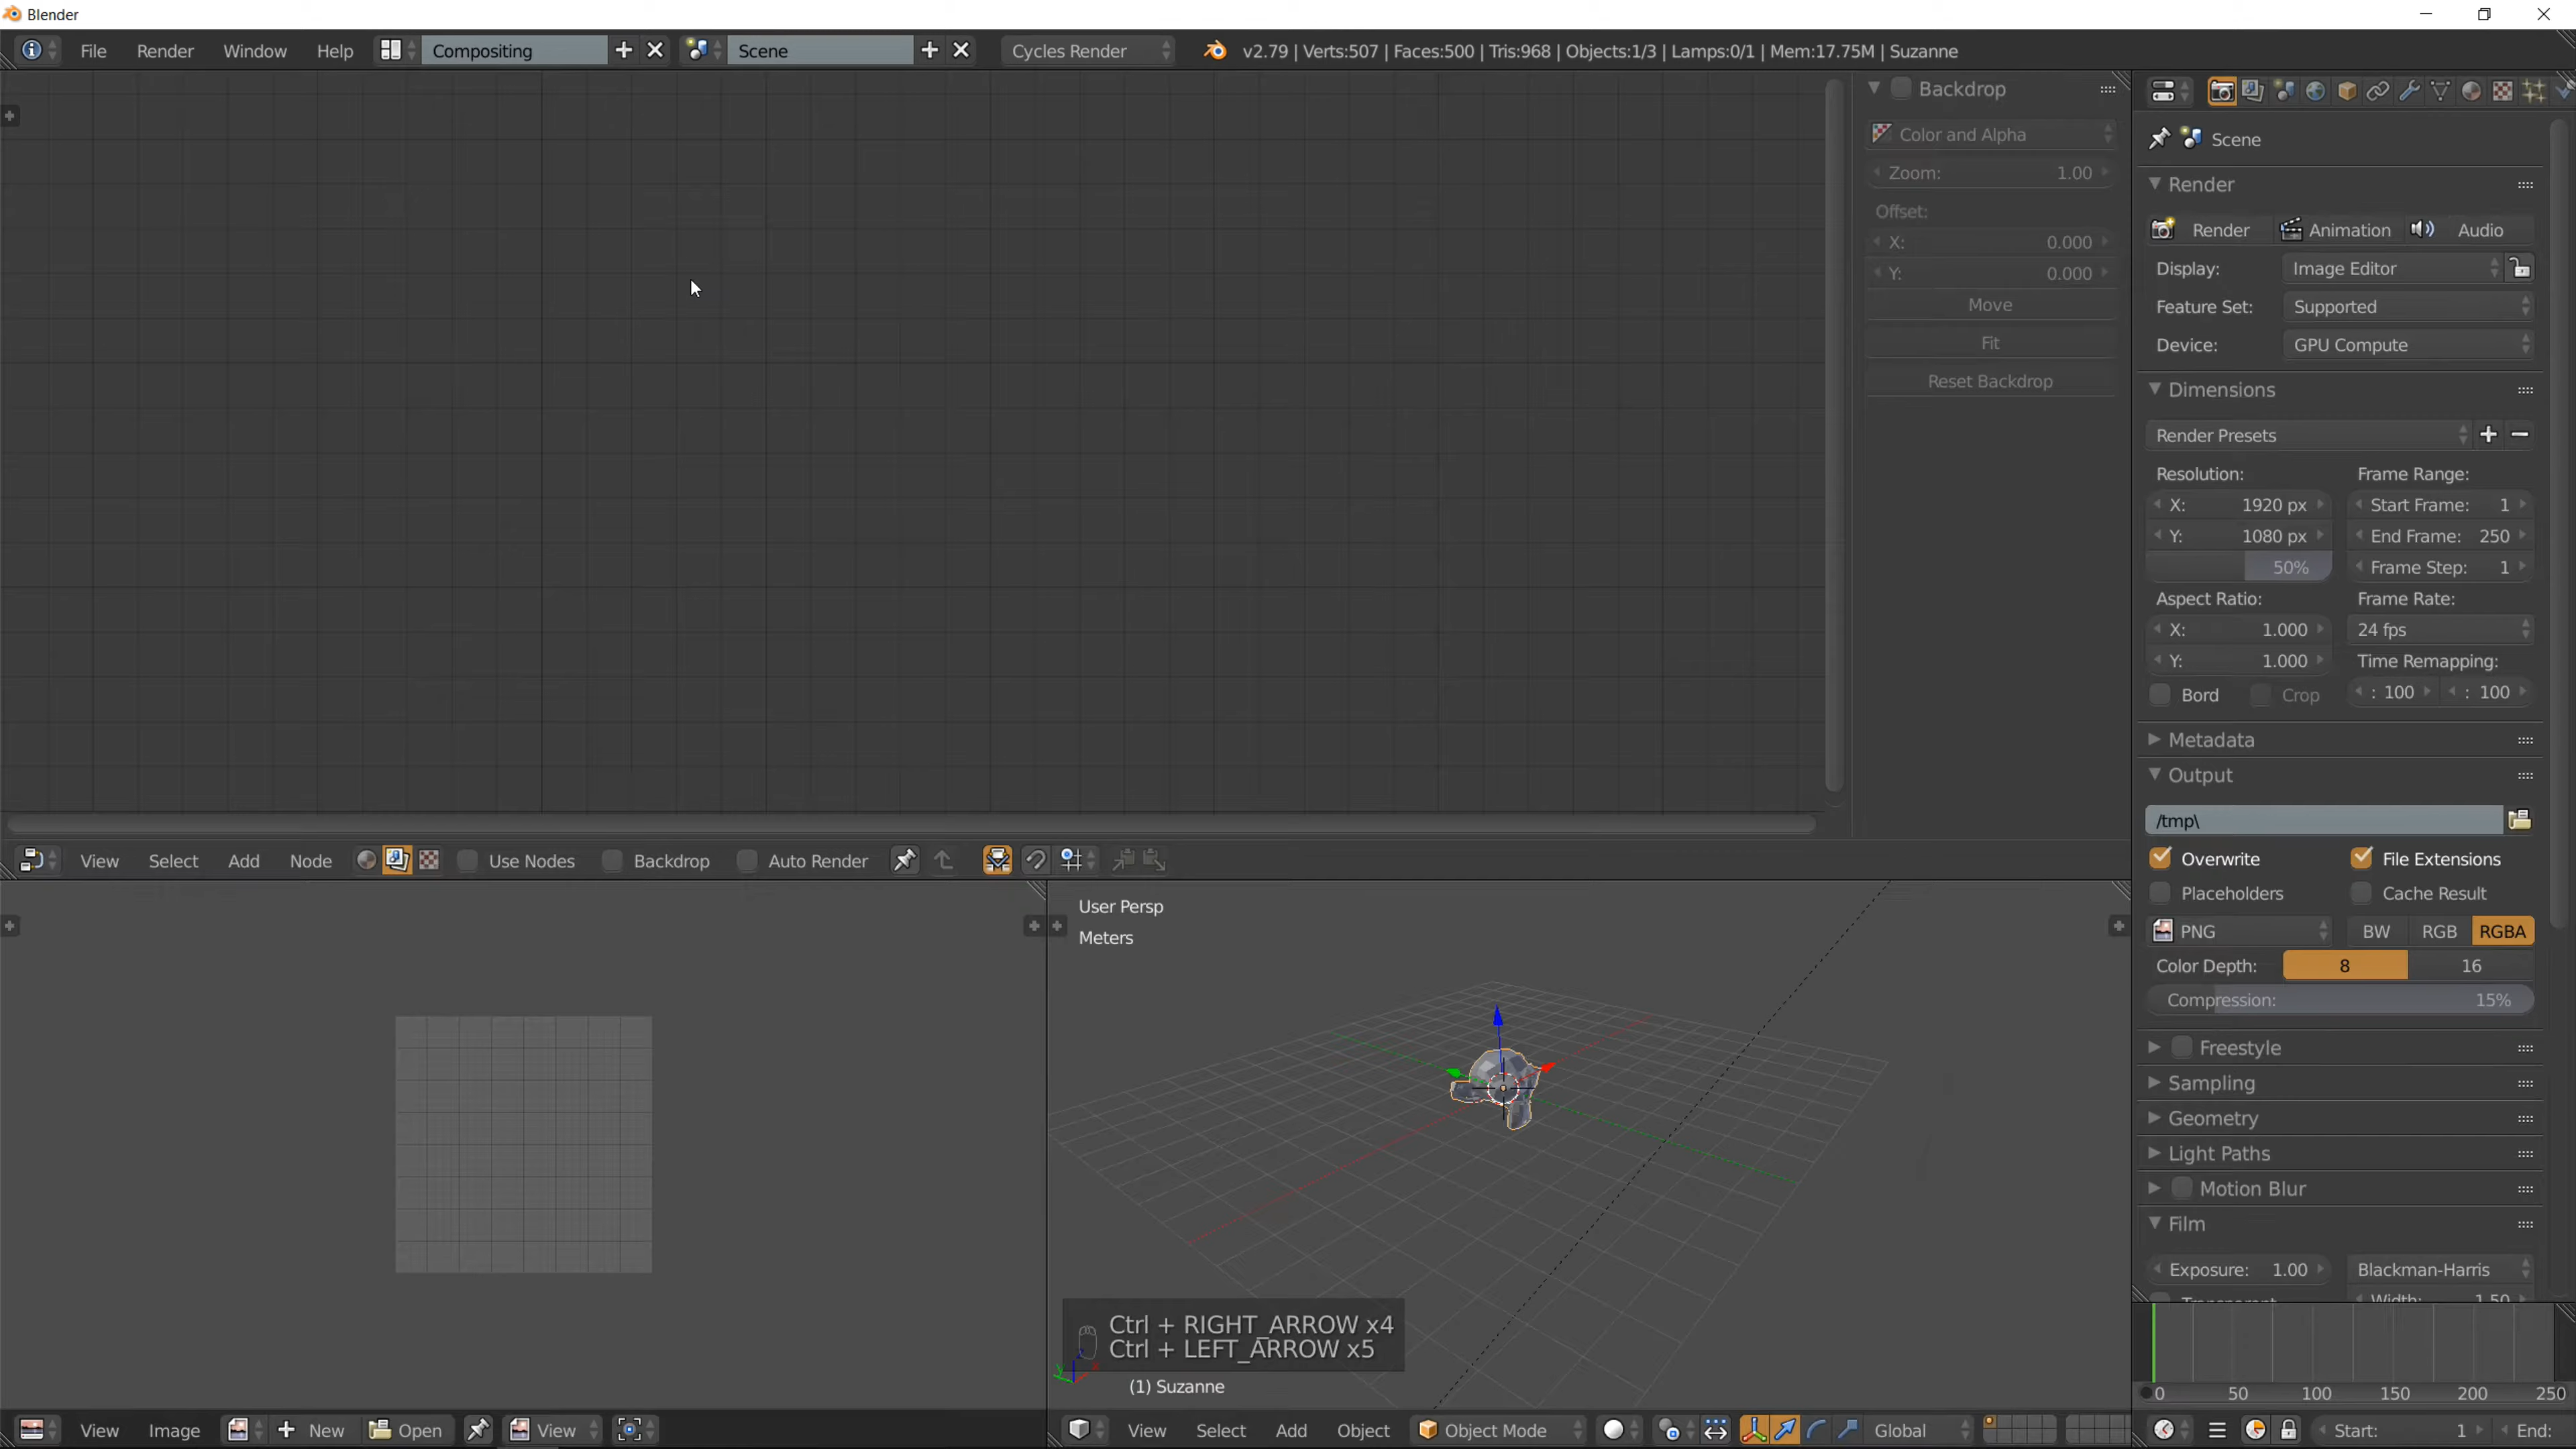 Blender
File Render Window Help Compositing Scene Cycles Render v2.79 | Verts:507 | Faces:500 | Tris:968 | Objects:1/3 | Lamps:0/1 | Mem:17.75M | Suzanne
Backdrop
Color and Alpha
Zoom: 1.00
Offset:
X: 0.000
Y: 0.000
Move
Fit
Reset Backdrop
Scene
Render
Render Animation Audio
Display: Image Editor
Feature Set: Supported
Device: GPU Compute
Dimensions
Render Presets
Resolution: Frame Range:
X: 1920 px Start Frame: 1
Y: 1080 px End Frame: 250
50% Frame Step: 1
Aspect Ratio: Frame Rate:
X: 1.000 24 fps
Y: 1.000 Time Remapping:
Bord Crop : 100 : 100
Metadata
Output
/tmp\
Overwrite File Extensions
Placeholders Cache Result
PNG BW RGB RGBA
Color Depth: 8 16
Compression: 15%
Freestyle
Sampling
Geometry
Light Paths
Motion Blur
Film
Exposure: 1.00 Blackman-Harris
View Select Add Node Use Nodes Backdrop Auto Render
User Persp
Meters
Ctrl + RIGHT_ARROW x4
Ctrl + LEFT_ARROW x5
(1) Suzanne
0 50 100 150 200 250
View Image New Open View
View Select Add Object Object Mode Global
Start: 1 End: